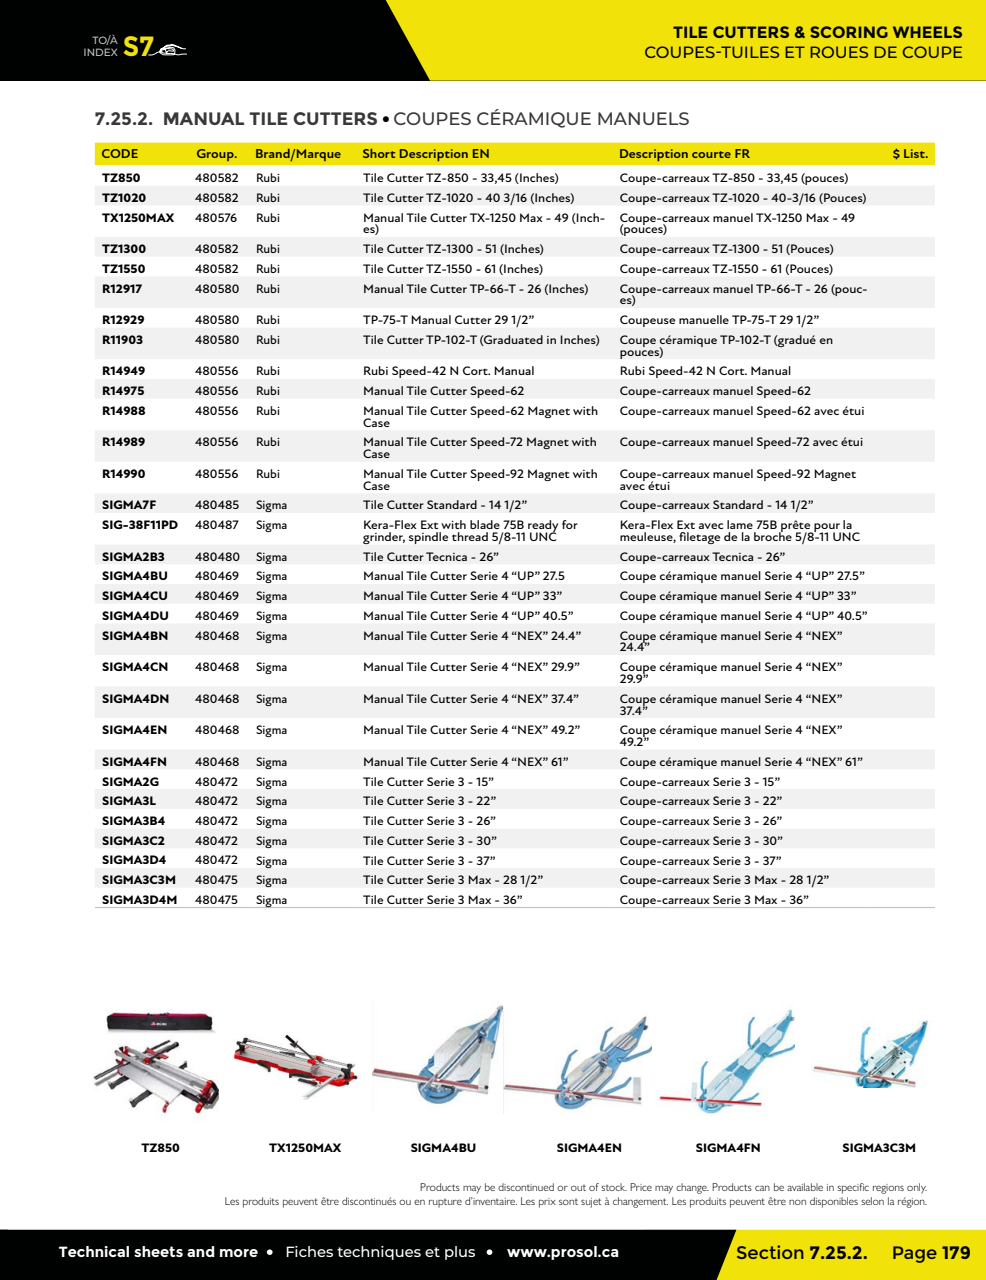 TO/À
INDEX S7
TILE CUTTERS & SCORING WHEELS
COUPES-TUILES ET ROUES DE COUPE
7.25.2. MANUAL TILE CUTTERS • COUPES CÉRAMIQUE MANUELS
CODE Group. Brand/Marque Short Description EN Description courte FR $ List.
TZ850 480582 Rubi Tile Cutter TZ-850 - 33,45 (Inches) Coupe-carreaux TZ-850 - 33,45 (pouces)
TZ1020 480582 Rubi Tile Cutter TZ-1020 - 40 3/16 (Inches) Coupe-carreaux TZ-1020 - 40-3/16 (Pouces)
TX1250MAX 480576 Rubi Manual Tile Cutter TX-1250 Max - 49 (Inch- Coupe-carreaux manuel TX-1250 Max - 49
es) (pouces)
TZ1300 480582 Rubi Tile Cutter TZ-1300 - 51 (Inches) Coupe-carreaux TZ-1300 - 51 (Pouces)
TZ1550 480582 Rubi Tile Cutter TZ-1550 - 61 (Inches) Coupe-carreaux TZ-1550 - 61 (Pouces)
R12917 480580 Rubi Manual Tile Cutter TP-66-T - 26 (Inches) Coupe-carreaux manuel TP-66-T - 26 (pouc-
es)
R12929 480580 Rubi TP-75-T Manual Cutter 29 1/2” Coupeuse manuelle TP-75-T 29 1/2”
R11903 480580 Rubi Tile Cutter TP-102-T (Graduated in Inches) Coupe céramique TP-102-T (gradué en
pouces)
R14949 480556 Rubi Rubi Speed-42 N Cort. Manual Rubi Speed-42 N Cort. Manual
R14975 480556 Rubi Manual Tile Cutter Speed-62 Coupe-carreaux manuel Speed-62
R14988 480556 Rubi Manual Tile Cutter Speed-62 Magnet with Coupe-carreaux manuel Speed-62 avec étui
Case
R14989 480556 Rubi Manual Tile Cutter Speed-72 Magnet with Coupe-carreaux manuel Speed-72 avec étui
Case
R14990 480556 Rubi Manual Tile Cutter Speed-92 Magnet with Coupe-carreaux manuel Speed-92 Magnet
Case avec étui
SIGMA7F 480485 Sigma Tile Cutter Standard - 14 1/2” Coupe-carreaux Standard - 14 1/2”
SIG-38F11PD 480487 Sigma Kera-Flex Ext with blade 75B ready for Kera-Flex Ext avec lame 75B prête pour la
grinder, spindle thread 5/8-11 UNC meuleuse, filetage de la broche 5/8-11 UNC
SIGMA2B3 480480 Sigma Tile Cutter Tecnica - 26” Coupe-carreaux Tecnica - 26”
SIGMA4BU 480469 Sigma Manual Tile Cutter Serie 4 “UP” 27.5 Coupe céramique manuel Serie 4 “UP” 27.5”
SIGMA4CU 480469 Sigma Manual Tile Cutter Serie 4 “UP” 33” Coupe céramique manuel Serie 4 “UP” 33”
SIGMA4DU 480469 Sigma Manual Tile Cutter Serie 4 “UP” 40.5” Coupe céramique manuel Serie 4 “UP” 40.5”
SIGMA4BN 480468 Sigma Manual Tile Cutter Serie 4 “NEX” 24.4” Coupe céramique manuel Serie 4 “NEX”
24.4”
SIGMA4CN 480468 Sigma Manual Tile Cutter Serie 4 “NEX” 29.9” Coupe céramique manuel Serie 4 “NEX”
29.9”
SIGMA4DN 480468 Sigma Manual Tile Cutter Serie 4 “NEX” 37.4” Coupe céramique manuel Serie 4 “NEX”
37.4”
SIGMA4EN 480468 Sigma Manual Tile Cutter Serie 4 “NEX” 49.2” Coupe céramique manuel Serie 4 “NEX”
49.2”
SIGMA4FN 480468 Sigma Manual Tile Cutter Serie 4 “NEX” 61” Coupe céramique manuel Serie 4 “NEX” 61”
SIGMA2G 480472 Sigma Tile Cutter Serie 3 - 15” Coupe-carreaux Serie 3 - 15”
SIGMA3L 480472 Sigma Tile Cutter Serie 3 - 22” Coupe-carreaux Serie 3 - 22”
SIGMA3B4 480472 Sigma Tile Cutter Serie 3 - 26” Coupe-carreaux Serie 3 - 26”
SIGMA3C2 480472 Sigma Tile Cutter Serie 3 - 30” Coupe-carreaux Serie 3 - 30”
SIGMA3D4 480472 Sigma Tile Cutter Serie 3 - 37” Coupe-carreaux Serie 3 - 37”
SIGMA3C3M 480475 Sigma Tile Cutter Serie 3 Max - 28 1/2” Coupe-carreaux Serie 3 Max - 28 1/2”
SIGMA3D4M 480475 Sigma Tile Cutter Serie 3 Max - 36” Coupe-carreaux Serie 3 Max - 36”
TZ850 TX1250MAX SIGMA4BU SIGMA4EN SIGMA4FN SIGMA3C3M
Products may be discontinued or out of stock. Price may change. Products can be available in specific regions only.
Les produits peuvent être discontinués ou en rupture d’inventaire. Les prix sont sujet à changement. Les produits peuvent être non disponibles selon la région.
Technical sheets and more • Fiches techniques et plus • www.prosol.ca
Section 7.25.2. Page 179